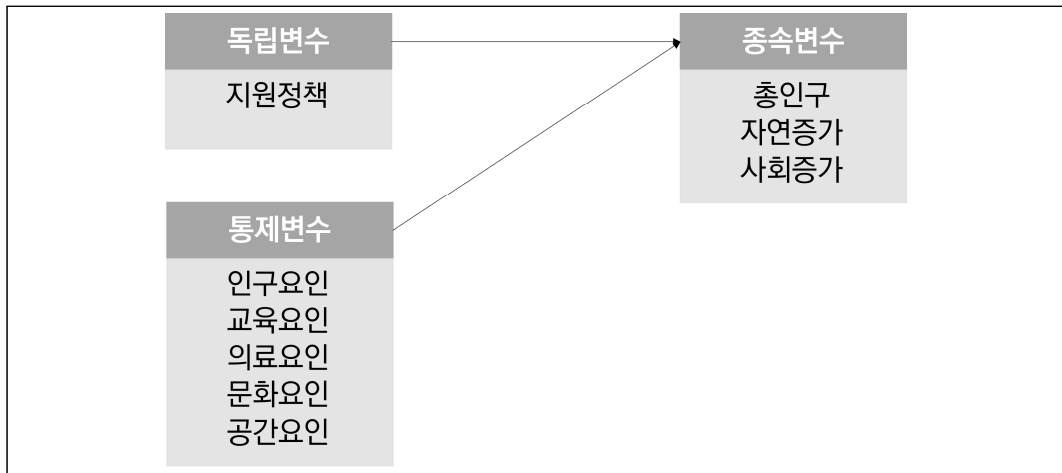 독립변수
지원정책
종속변수
총인구
자연증가
사회증가
통제변수
인구요인
교육요인
의료요인
문화요인
공간요인